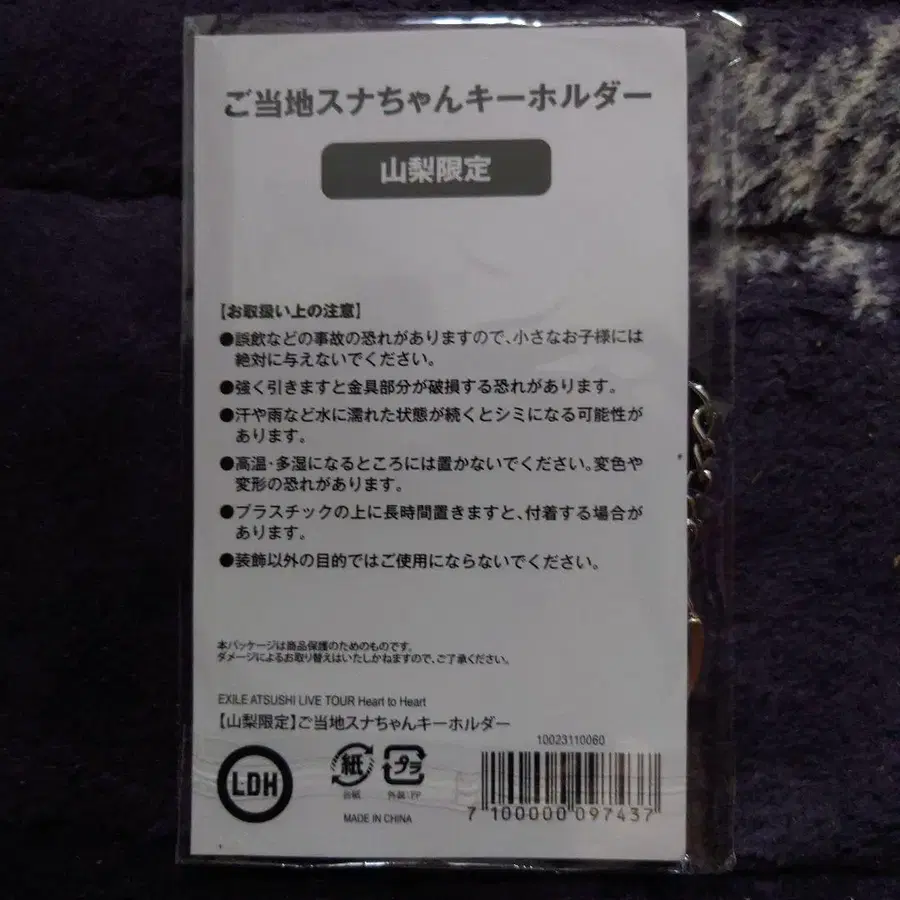 ご当地スナちゃんキーホルダー
山梨限定
【お取扱い上の注意】
●誤飲などの事故の恐れがありますので、小さなお子様には
絶対に与えないでください。
●強く引きますと金具部分が破損する恐れがあります。
●汗や雨など水に濡れた状態が続くとシミになる可能性が
あります。
●高温・多湿になるところには置かないでください。変色や
変形の恐れがあります。
●プラスチックの上に長時間置きますと、付着する場合が
あります。
●装飾以外の目的ではご使用にならないでください。
本パッケージは商品保護のためのものです。
ダメージによるお取り替えはいたしかねますので、ご了承ください。
EXILE ATSUSHI LIVE TOUR Heart to Heart
【山梨限定】ご当地スナちゃんキーホルダー
10023110060
LDH
紙
プラ
台紙
外装:PP
MADE IN CHINA
7 100000 097437